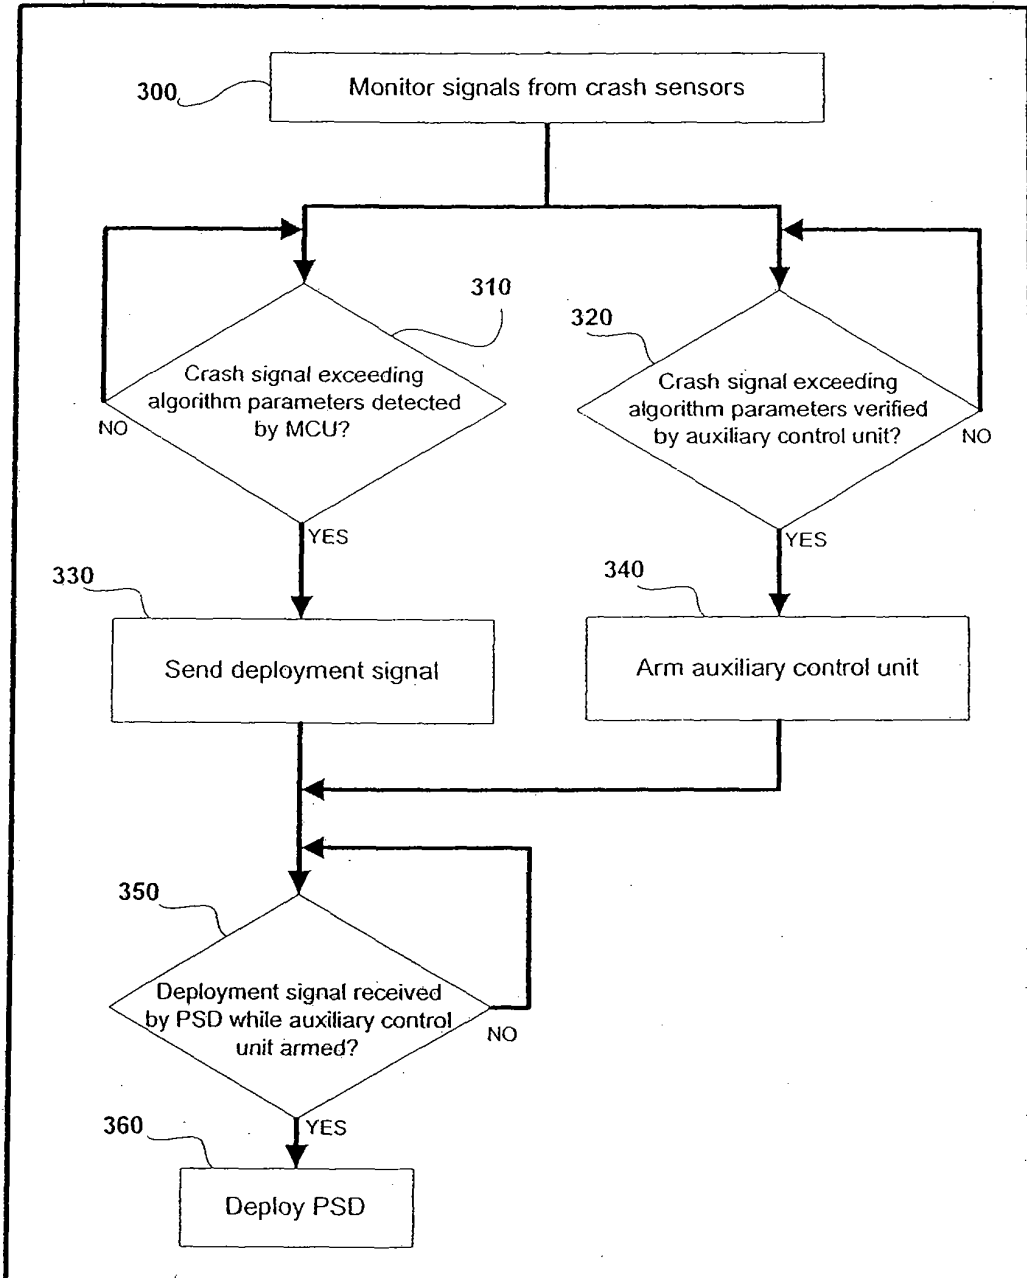 300
Monitor signals from crash sensors
310
Crash signal exceeding
algorithm parameters detected
by MCU?
NO
YES
320
Crash signal exceeding
algorithm parameters verified
by auxiliary control unit?
NO
YES
330
Send deployment signal
340
Arm auxiliary control unit
350
Deployment signal received
by PSD while auxiliary control
unit armed?
NO
YES
360
Deploy PSD